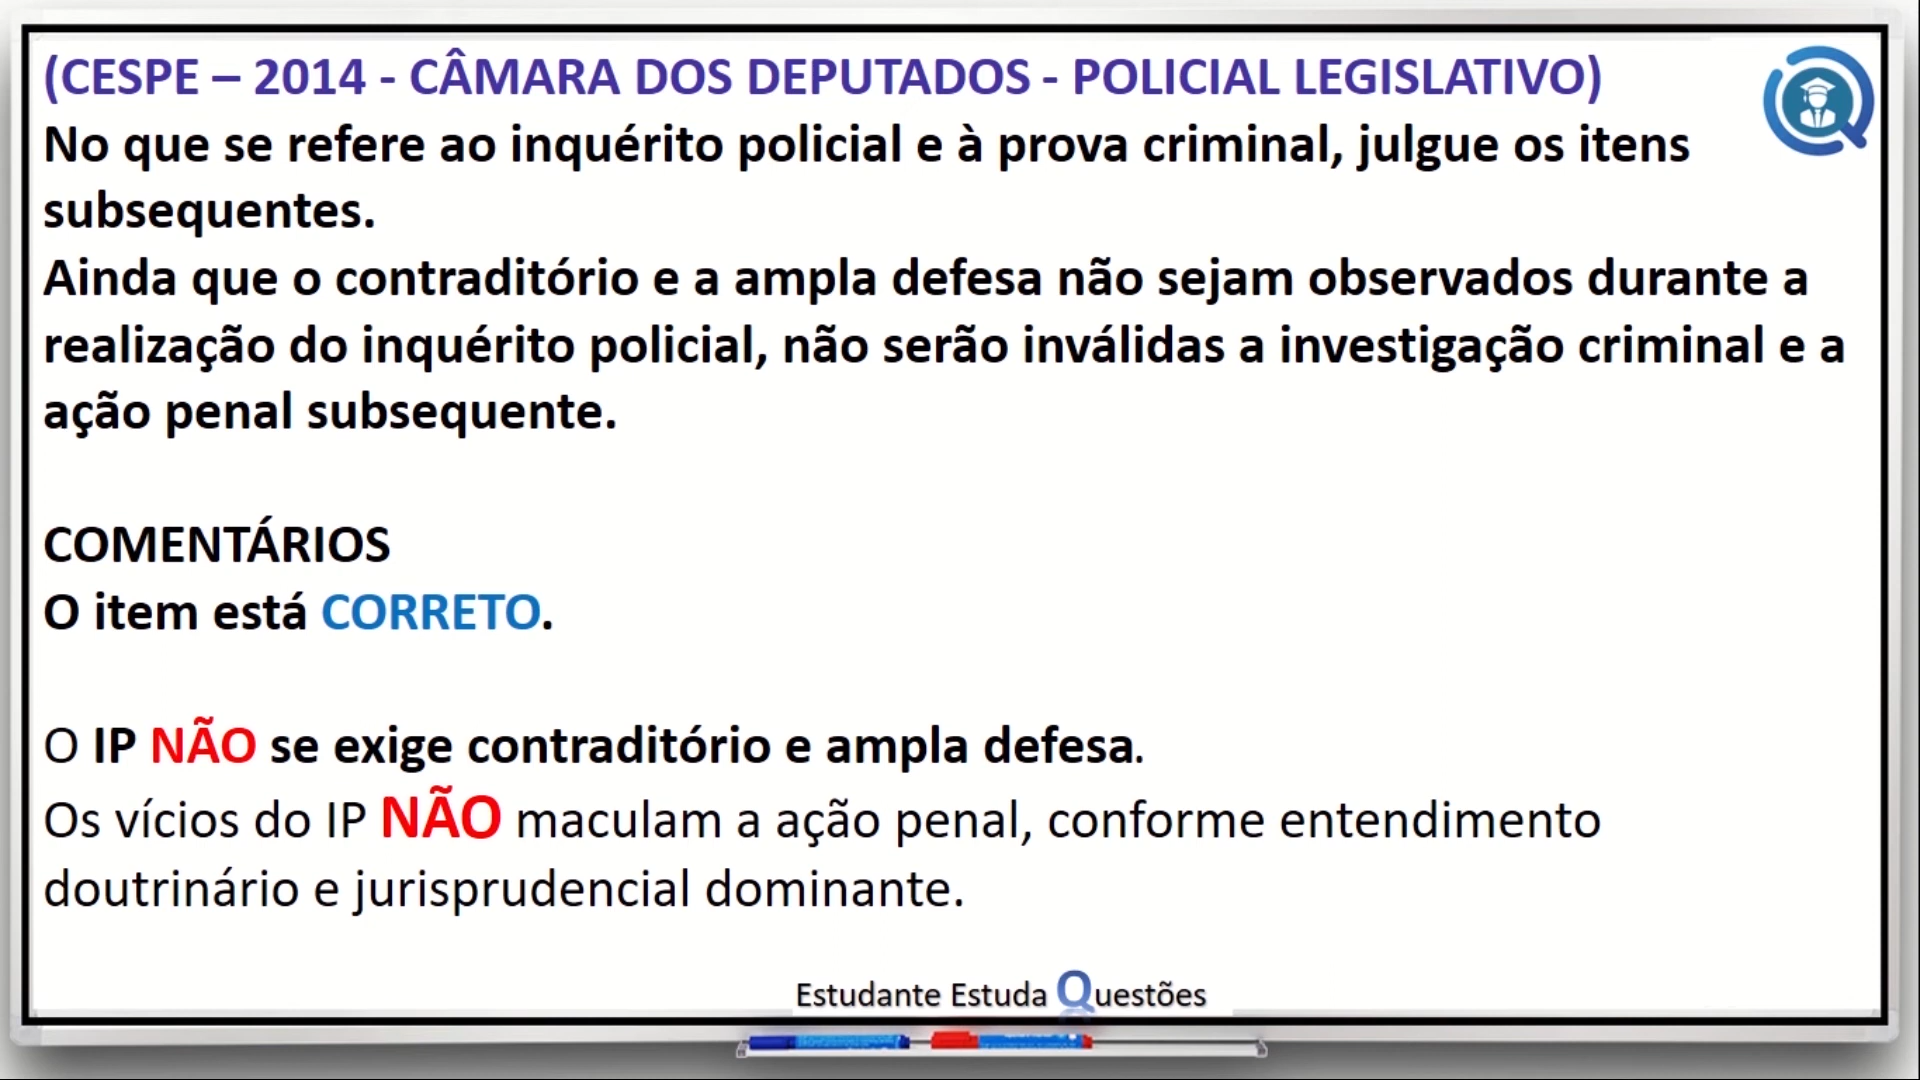 (CESPE – 2014 - CÂMARA DOS DEPUTADOS - POLICIAL LEGISLATIVO)
No que se refere ao inquérito policial e à prova criminal, julgue os itens
subsequentes.
Ainda que o contraditório e a ampla defesa não sejam observados durante a
realização do inquérito policial, não serão inválidas a investigação criminal e a
ação penal subsequente.
COMENTÁRIOS
O item está CORRETO.
O IP NÃO se exige contraditório e ampla defesa.
Os vícios do IP NÃO maculam a ação penal, conforme entendimento
doutrinário e jurisprudencial dominante.
Estudante Estuda Questões